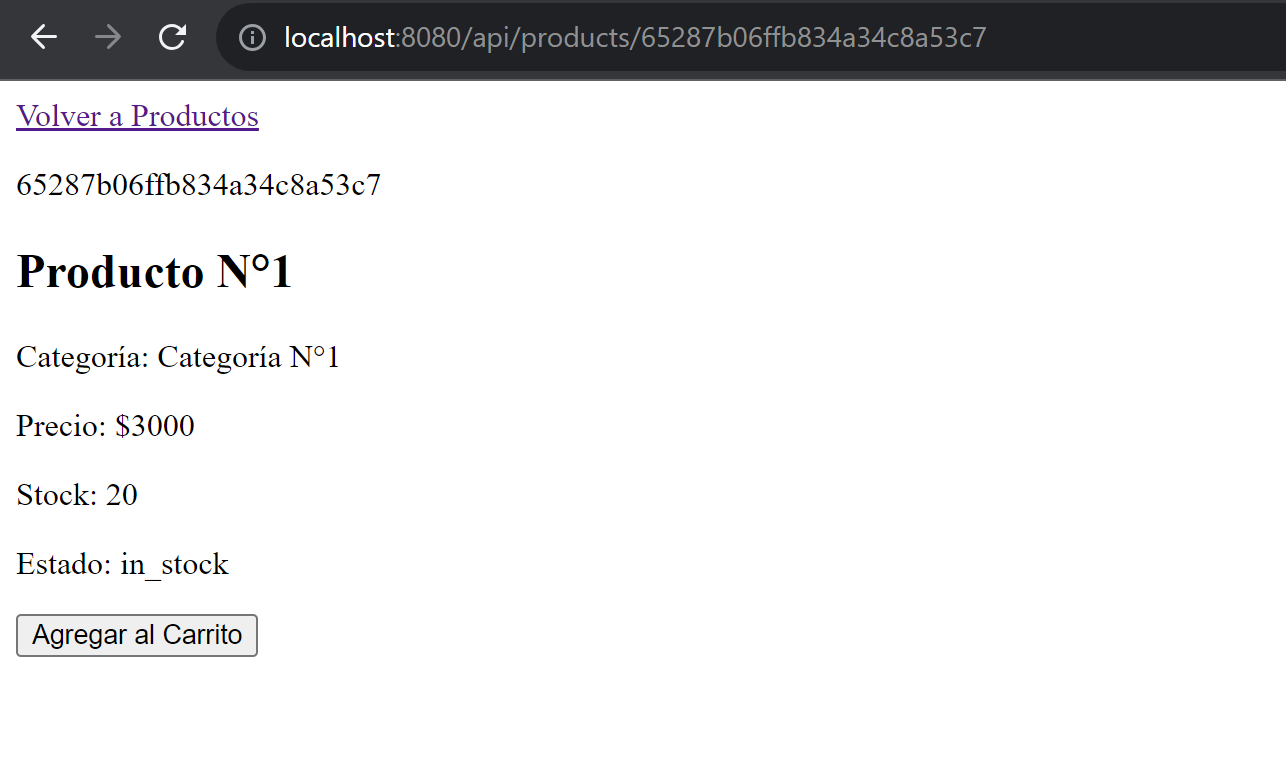 localhost:8080/api/products/65287b06ffb834a34c8a53c7
Volver a Productos
65287b06ffb834a34c8a53c7
Producto N°1
Categoría: Categoría N°1
Precio: $3000
Stock: 20
Estado: in_stock
Agregar al Carrito